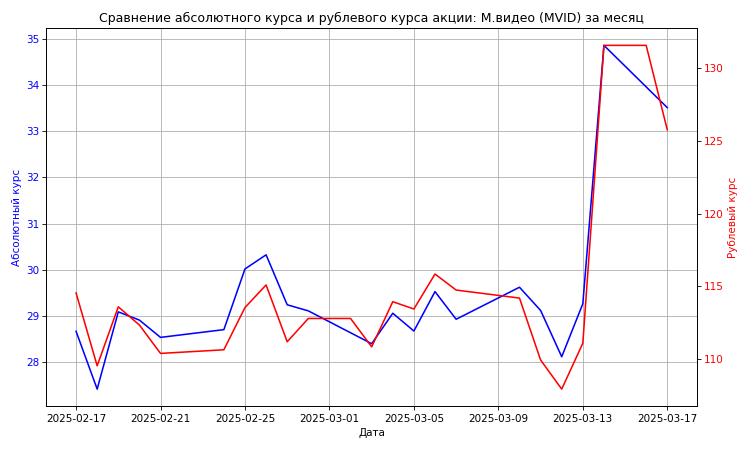 Сравнение абсолютного курса и рублевого курса акции: М.видео (MVID) за месяц
35
34
33
32
31
30
29
28
Абсолютный курс
130
125
120
115
110
Рублевый курс
2025-02-17 2025-02-21 2025-02-25 2025-03-01 2025-03-05 2025-03-09 2025-03-13 2025-03-17
Дата